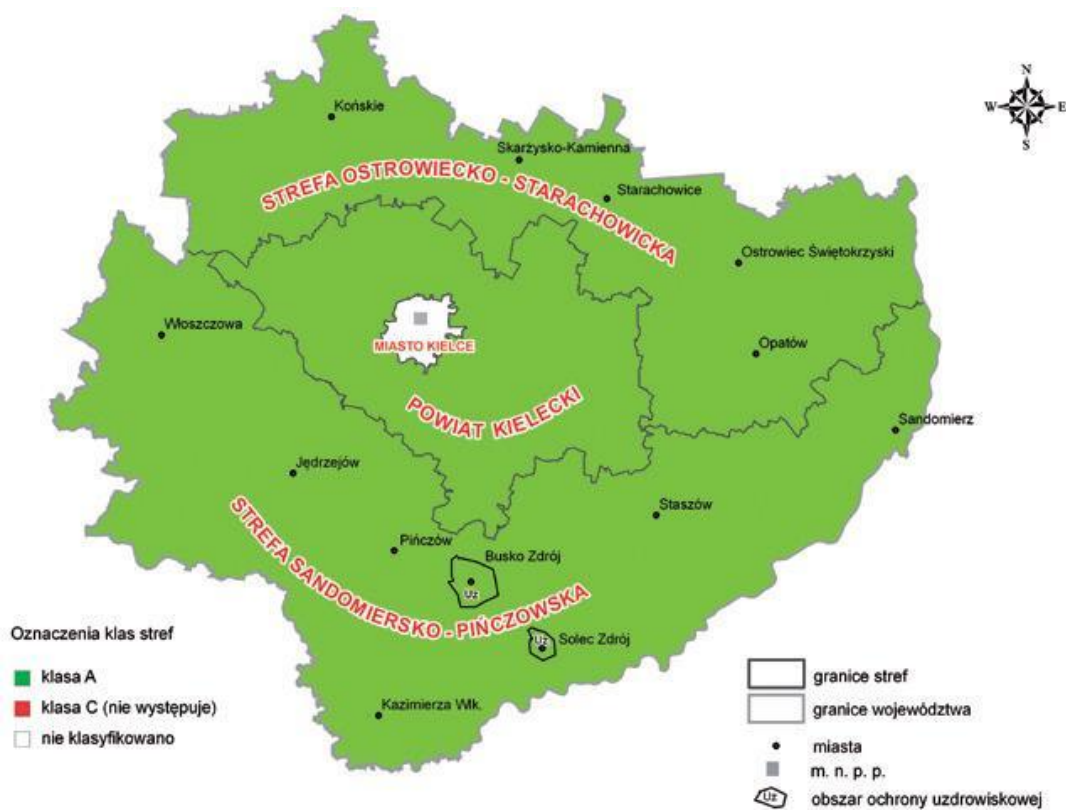 N
W E
S
Końskie
Skarżysko-Kamienna
STREFA OSTROWIECKO - STARACHOWICKA
Starachowice
Ostrowiec Świętokrzyski
Włoszczowa
MIASTO KIELCE
Opatów
POWIAT KIELECKI
Sandomierz
Jędrzejów
Staszów
STREFA SANDOMIERSKO - PIŃCZOWSKA
Pińczów
Busko Zdrój
Uz
Uz
Solec Zdrój
Kazimierza Wlk.
Oznaczenia klas stref
klasa A
klasa C (nie występuje)
nie klasyfikowano
granice stref
granice województwa
miasta
m. n. p. p.
Uz
obszar ochrony uzdrowiskowej